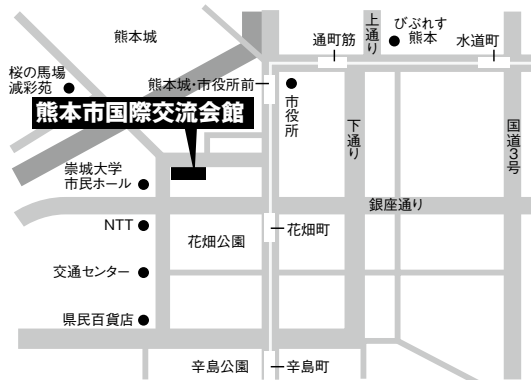 熊本城
上通り
びぷれす
熊本
通町筋
水道町
桜の馬場
減彩苑
熊本城・市役所前
熊本市国際交流会館
市役所
下通り
国道3号
崇城大学
市民ホール
銀座通り
NTT
花畑公園
花畑町
交通センター
県民百貨店
辛島公園
辛島町